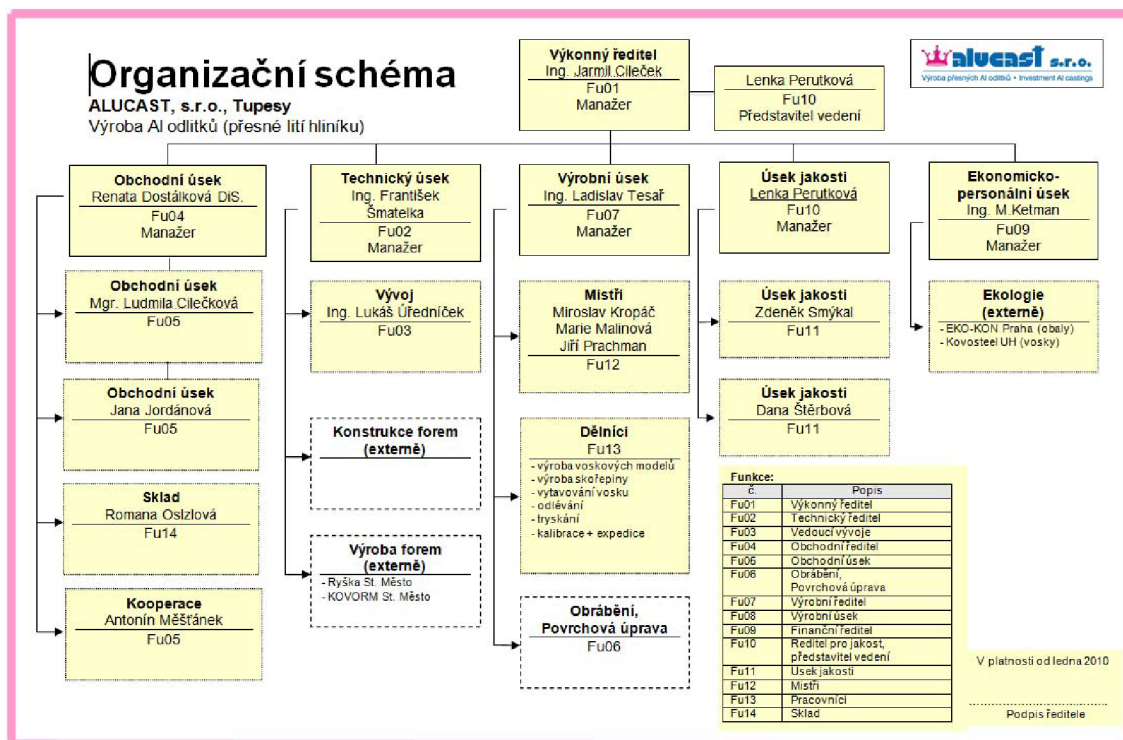 Organizační schéma
ALUCAST, s.r.o., Tupesy
Výroba Al odlitků (přesné lití hliníku)
Výkonný ředitel
Ing. Jarmil Cileček
Fu01
Manažer
Lenka Perutková
Fu10
Představitel vedení
alucast s.r.o.
Výroba přesných Al odlitků • Investment Al castings
Obchodní úsek
Renata Dostálková DiS.
Fu04
Manažer
Technický úsek
Ing. František
Šmatelka
Fu02
Manažer
Výrobní úsek
Ing. Ladislav Tesař
Fu07
Manažer
Úsek jakosti
Lenka Perutková
Fu10
Manažer
Ekonomicko-
personální úsek
Ing. M.Ketman
Fu09
Manažer
Obchodní úsek
Mgr. Ludmila Cilečková
Fu05
Vývoj
Ing. Lukáš Úředníček
Fu03
Mistři
Miroslav Kropáč
Marie Malinová
Jiří Prachman
Fu12
Úsek jakosti
Zdeněk Smýkal
Fu11
Ekologie
(externě)
- EKO-KON Praha (obaly)
- Kovosteel UH (vosky)
Obchodní úsek
Jana Jordánová
Fu05
Konstrukce forem
(externě)
Dělníci
Fu13
- výroba voskových modelů
- výroba skořepiny
- vytavování vosku
- odlévání
- tryskání
- kalibrace + expedice
Úsek jakosti
Dana Štěrbová
Fu11
Sklad
Romana Oslzlová
Fu14
Výroba forem
(externě)
- Ryška St. Město
- KOVORM St. Město
Kooperace
Antonín Měšťánek
Fu05
Obrábění,
Povrchová úprava
Fu06
Funkce:
č. Popis
Fu01 Výkonný ředitel
Fu02 Technický ředitel
Fu03 Vedoucí vývoje
Fu04 Obchodní ředitel
Fu05 Obchodní úsek
Fu06 Obrábění,
Povrchová úprava
Fu07 Výrobní ředitel
Fu08 Výrobní úsek
Fu09 Finanční ředitel
Fu10 Ředitel pro jakost,
představitel vedení
Fu11 Úsek jakosti
Fu12 Mistři
Fu13 Pracovníci
Fu14 Sklad
V platnosti od ledna 2010
Podpis ředitele